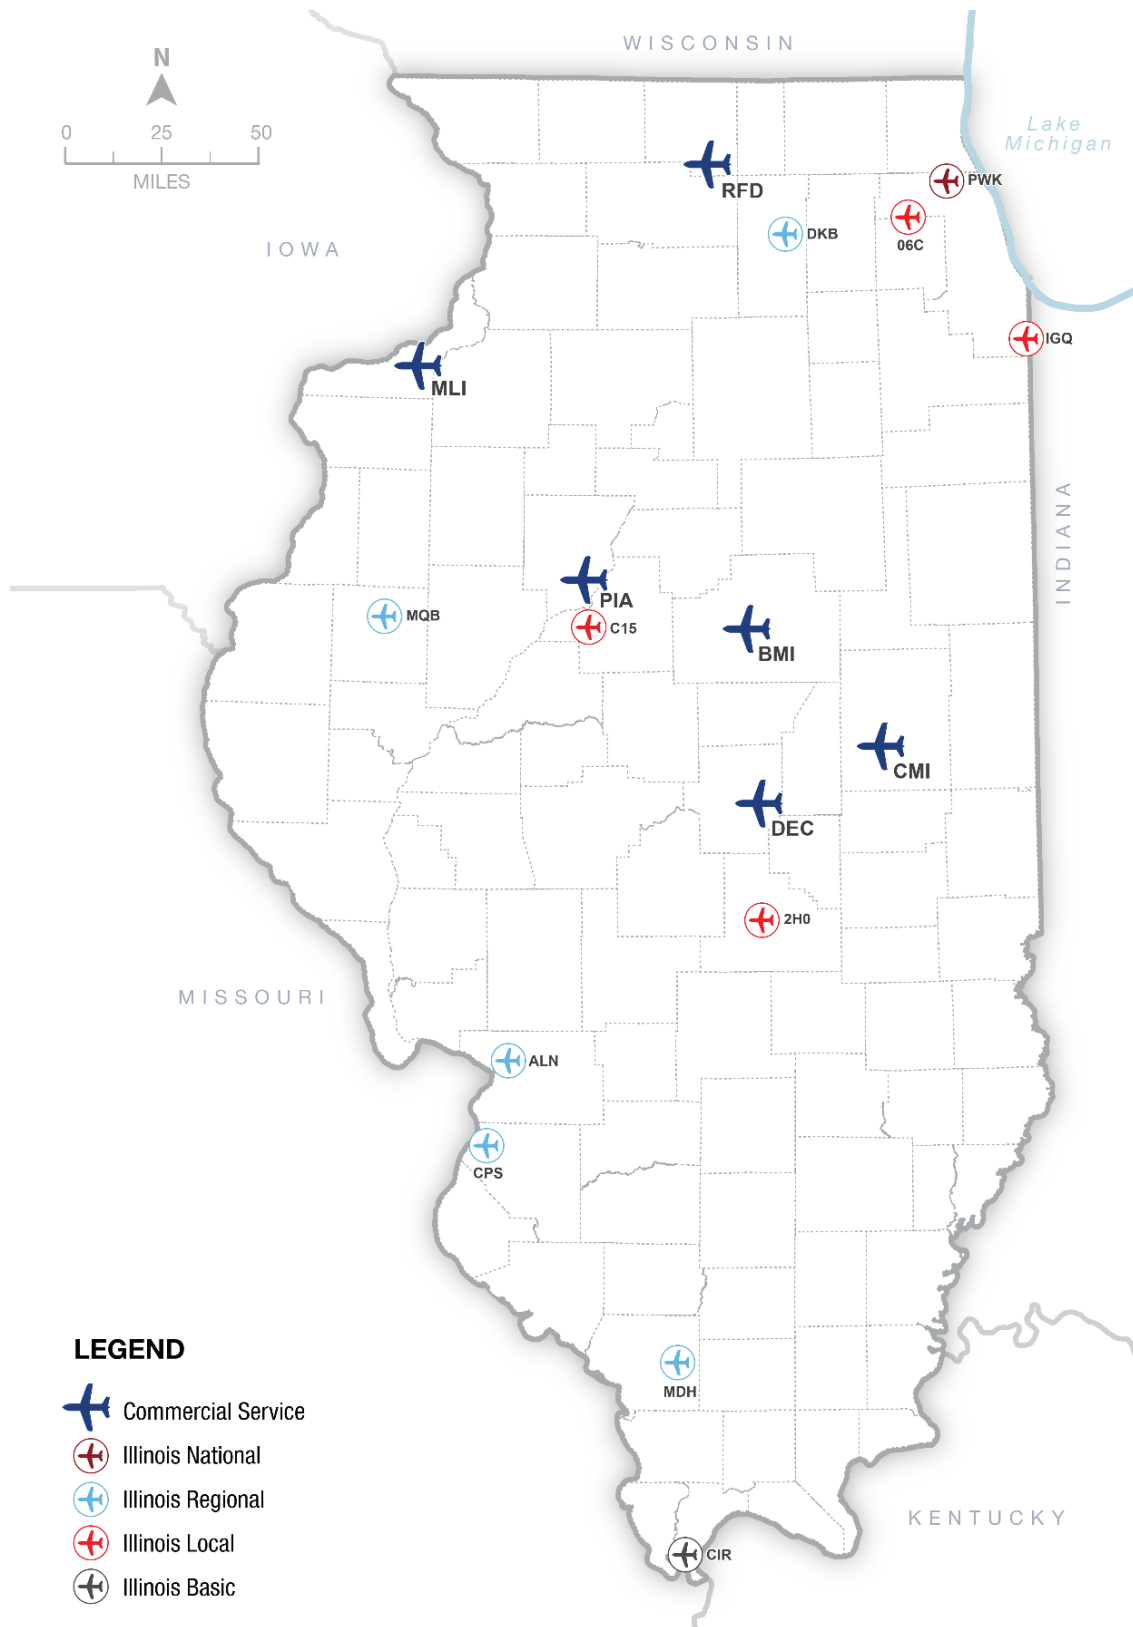 WISCONSIN
N
0 25 50
MILES
Lake
Michigan
IOWA
RFD
PWK
DKB
06C
IGQ
MLI
INDIANA
PIA
MQB
C15
BMI
CMI
DEC
2H0
MISSOURI
ALN
CPS
MDH
KENTUCKY
CIR
LEGEND
Commercial Service
Illinois National
Illinois Regional
Illinois Local
Illinois Basic